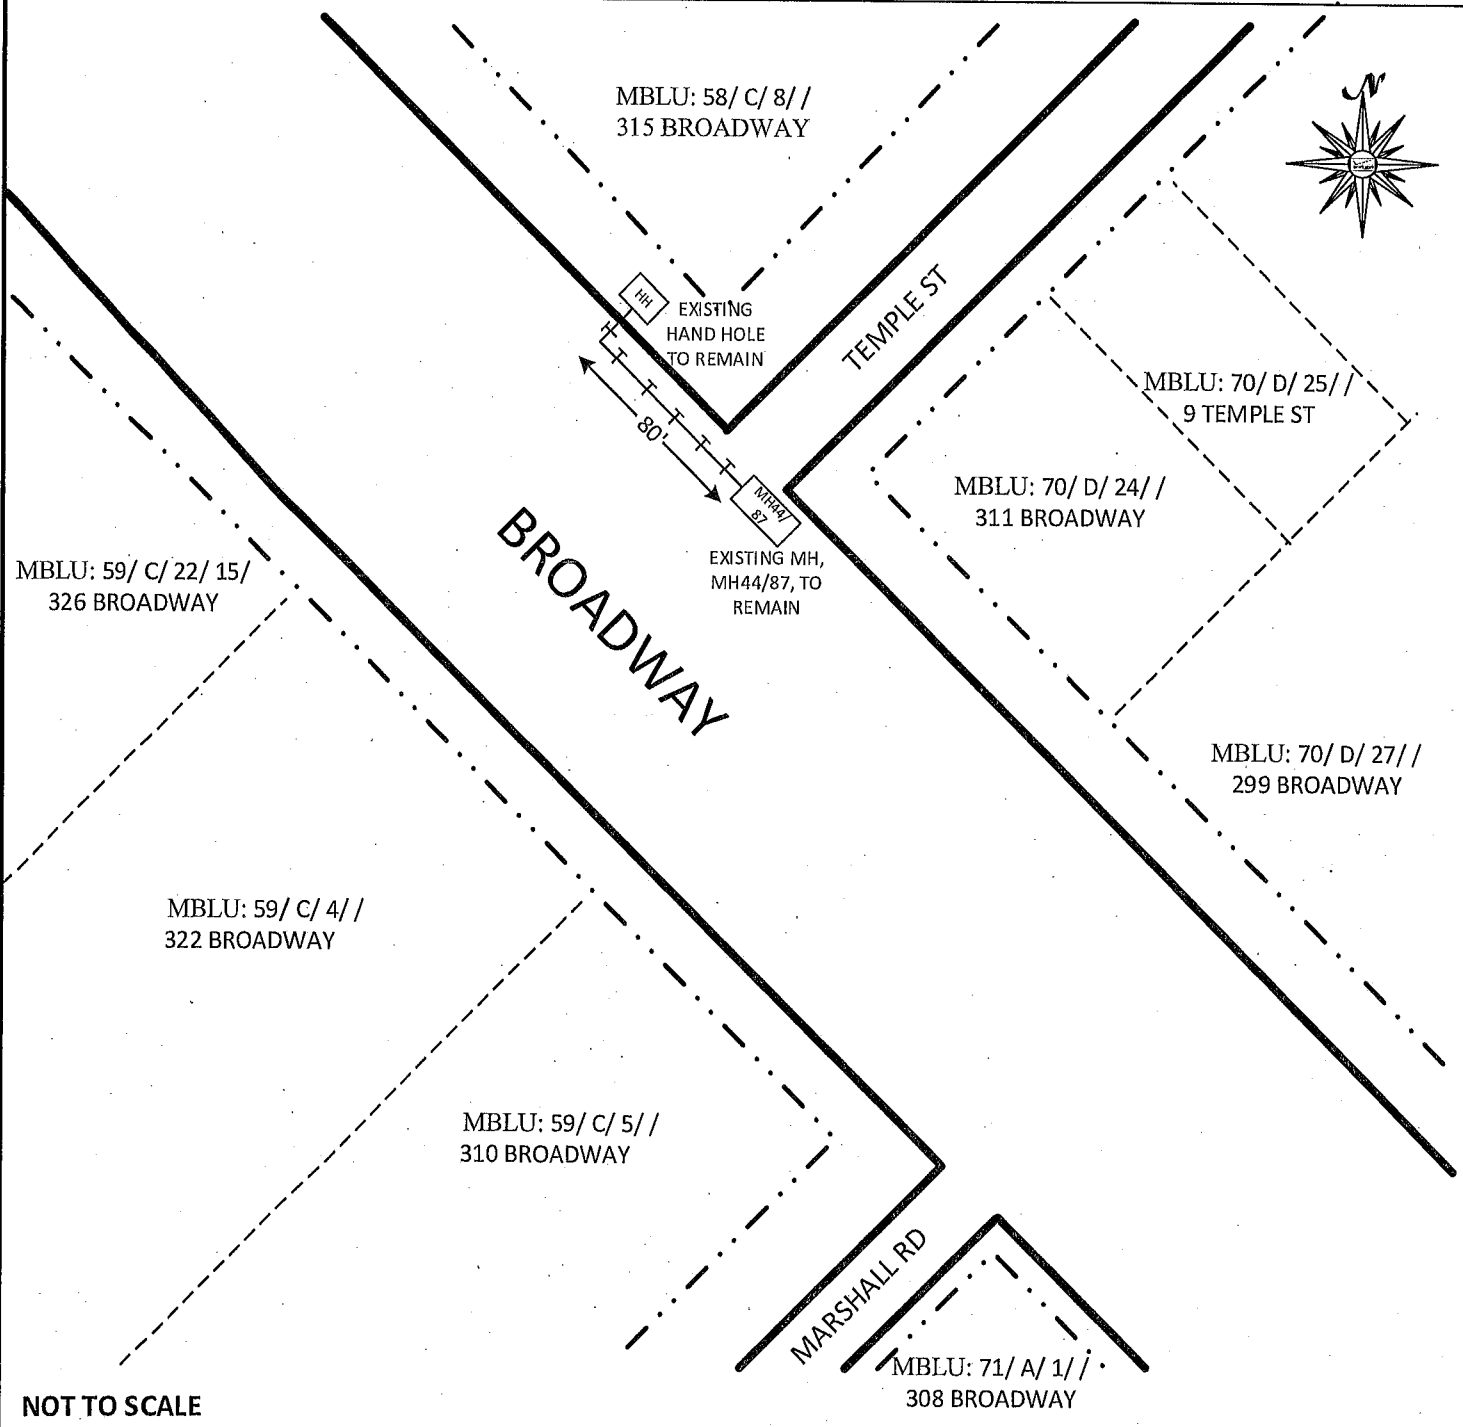 MBLU: 58/ C/ 8/ /
315 BROADWAY
N
HH
EXISTING
HAND HOLE
TO REMAIN
TEMPLE ST
80'
MBLU: 70/ D/ 25/ /
9 TEMPLE ST
MBLU: 70/ D/ 24/ /
311 BROADWAY
MH44/
87
EXISTING MH,
MH44/87, TO
REMAIN
BROADWAY
MBLU: 59/ C/ 22/ 15/
326 BROADWAY
MBLU: 70/ D/ 27/ /
299 BROADWAY
MBLU: 59/ C/ 4/ /
322 BROADWAY
MBLU: 59/ C/ 5/ /
310 BROADWAY
MARSHALL RD
MBLU: 71/ A/ 1/ /
308 BROADWAY
NOT TO SCALE